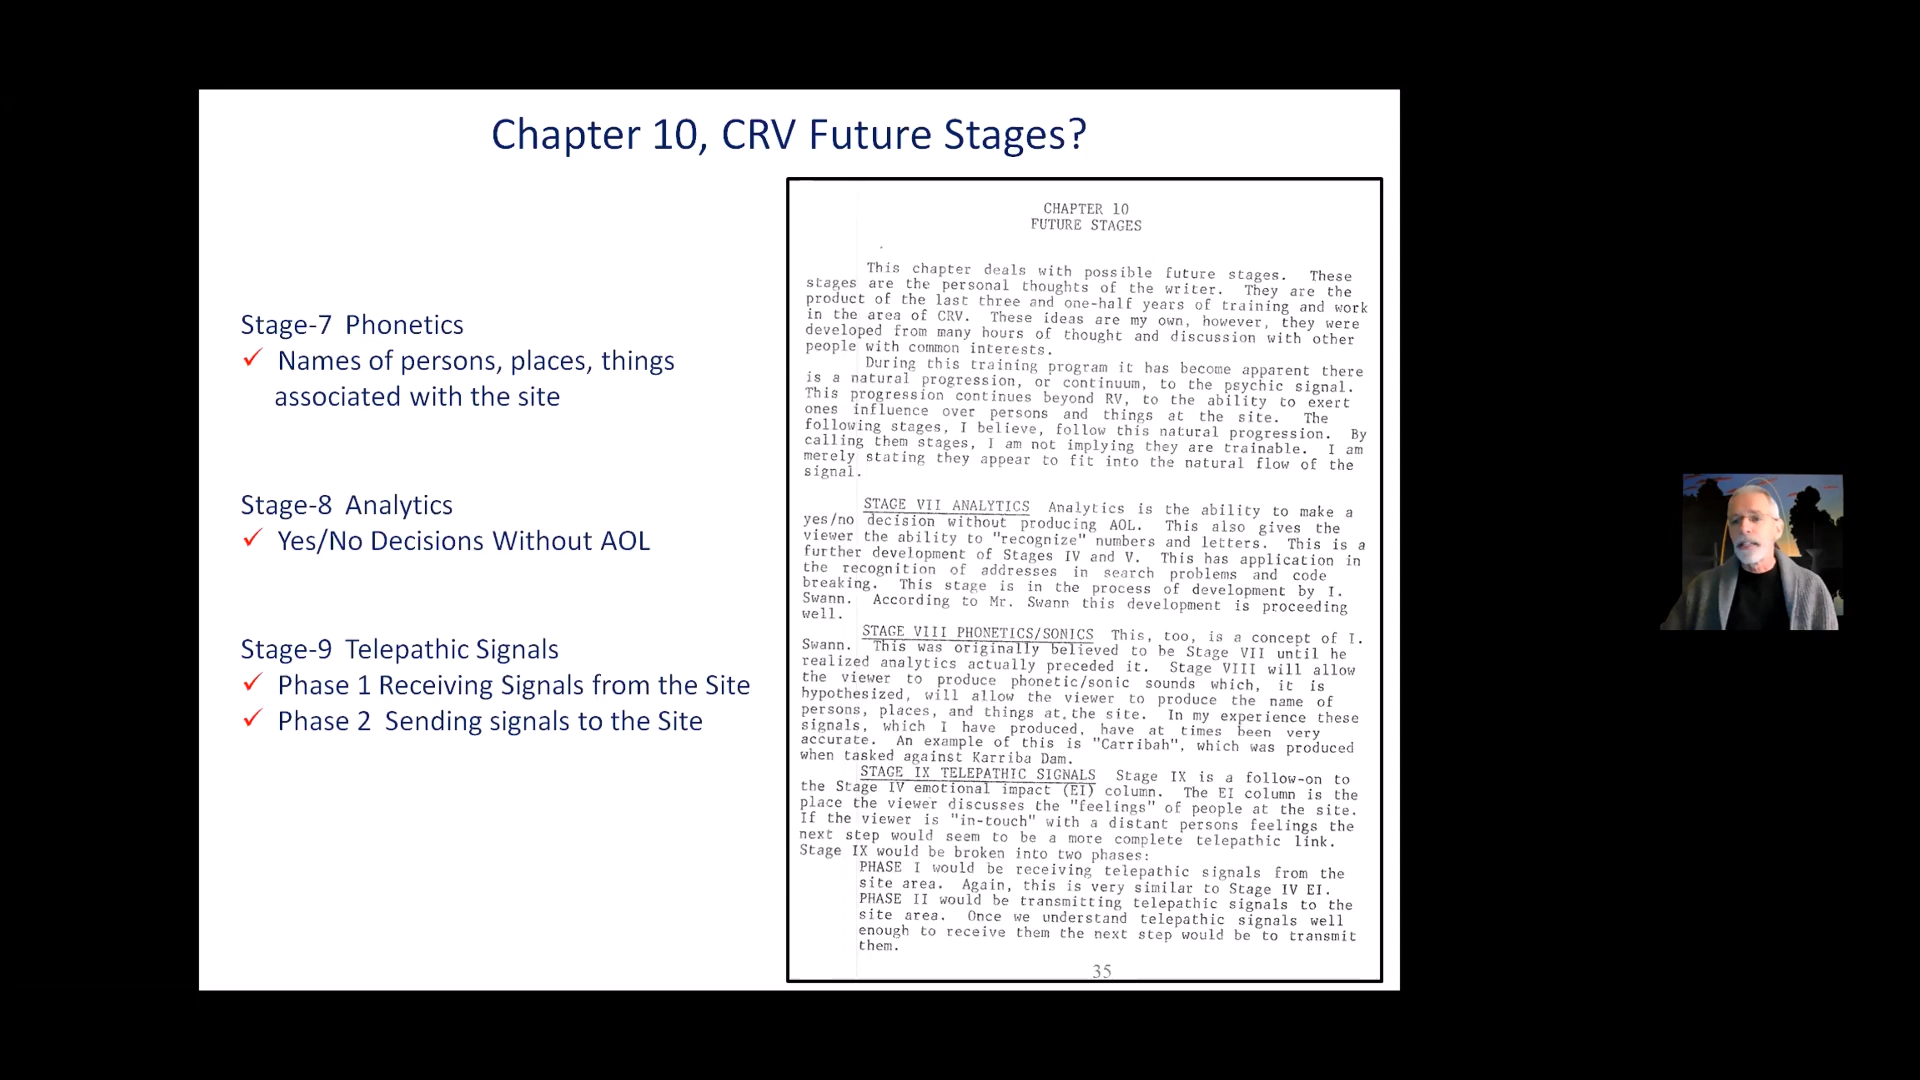 Chapter 10, CRV Future Stages?
Stage-7 Phonetics
✓ Names of persons, places, things
associated with the site
Stage-8 Analytics
✓ Yes/No Decisions Without AOL
Stage-9 Telepathic Signals
✓ Phase 1 Receiving Signals from the Site
✓ Phase 2 Sending signals to the Site
CHAPTER 10
FUTURE STAGES
This chapter deals with possible future stages. These
stages are the personal thoughts of the writer. They are the
product of the last three and one-half years of training and work
in the area of CRV. These ideas are my own, however, they were
developed from many hours of thought and discussion with other
people with common interests.
During this training program it has become apparent there
is a natural progression, or continuum, to the psychic signal.
This progression continues beyond RV, to the ability to exert
ones influence over persons and things at the site. The
following stages, I believe, follow this natural progression. By
calling them stages, I am not implying they are trainable. I am
merely stating they appear to fit into the natural flow of the
signal.
STAGE VII ANALYTICS Analytics is the ability to make a
yes/no decision without producing AOL. This also gives the
viewer the ability to "recognize" numbers and letters. This is a
further development of Stages IV and V. This has application in
the recognition of addresses in search problems and code
breaking. This stage is in the process of development by I.
Swann. According to Mr. Swann this development is proceeding
well.
STAGE VIII PHONETICS/SONICS This, too, is a concept of I.
Swann. This was originally believed to be Stage VII until he
realized analytics actually preceded it. Stage VIII will allow
the viewer to produce phonetic/sonic sounds which, it is
hypothesized, will allow the viewer to produce the name of
persons, places, and things at the site. In my experience these
signals, which I have produced, have at times been very
accurate. An example of this is "Carribah", which was produced
when tasked against Karriba Dam.
STAGE IX TELEPATHIC SIGNALS Stage IX is a follow-on to
the Stage IV emotional impact (EI) column. The EI column is the
place the viewer discusses the "feelings" of people at the site.
If the viewer is "in-touch" with a distant persons feelings the
next step would seem to be a more complete telepathic link.
Stage IX would be broken into two phases:
PHASE I would be receiving telepathic signals from the
site area. Again, this is very similar to Stage IV EI.
PHASE II would be transmitting telepathic signals to the
site area. Once we understand telepathic signals well
enough to receive them the next step would be to transmit
them.
35